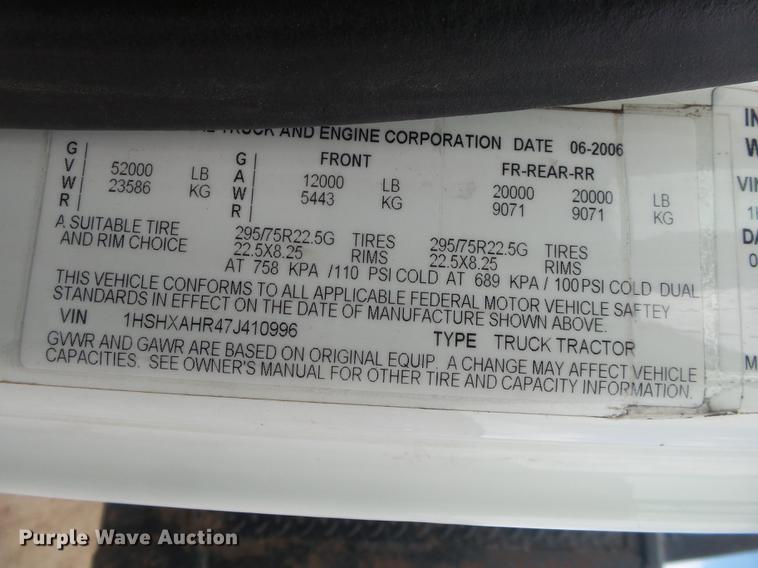 TRUCK AND ENGINE CORPORATION DATE 06-2006
GVWR 52000 LB GAWR FRONT 12000 LB FR-REAR-RR 20000 20000 LB
23586 KG 5443 KG 9071 9071 KG
A SUITABLE TIRE 295/75R22.5G TIRES 295/75R22.5G TIRES
AND RIM CHOICE 22.5X8.25 RIMS 22.5X8.25 RIMS
AT 758 KPA /110 PSI COLD AT 689 KPA / 100 PSI COLD DUAL
THIS VEHICLE CONFORMS TO ALL APPLICABLE FEDERAL MOTOR VEHICLE SAFTEY
STANDARDS IN EFFECT ON THE DATE OF MANUFACTURE SHOWN ABOVE.
VIN 1HSHXAHR47J410996 TYPE TRUCK TRACTOR
GVWR AND GAWR ARE BASED ON ORIGINAL EQUIP. A CHANGE MAY AFFECT VEHICLE
CAPACITIES. SEE OWNER'S MANUAL FOR OTHER TIRE AND CAPACITY INFORMATION.
VIN
Purple Wave Auction